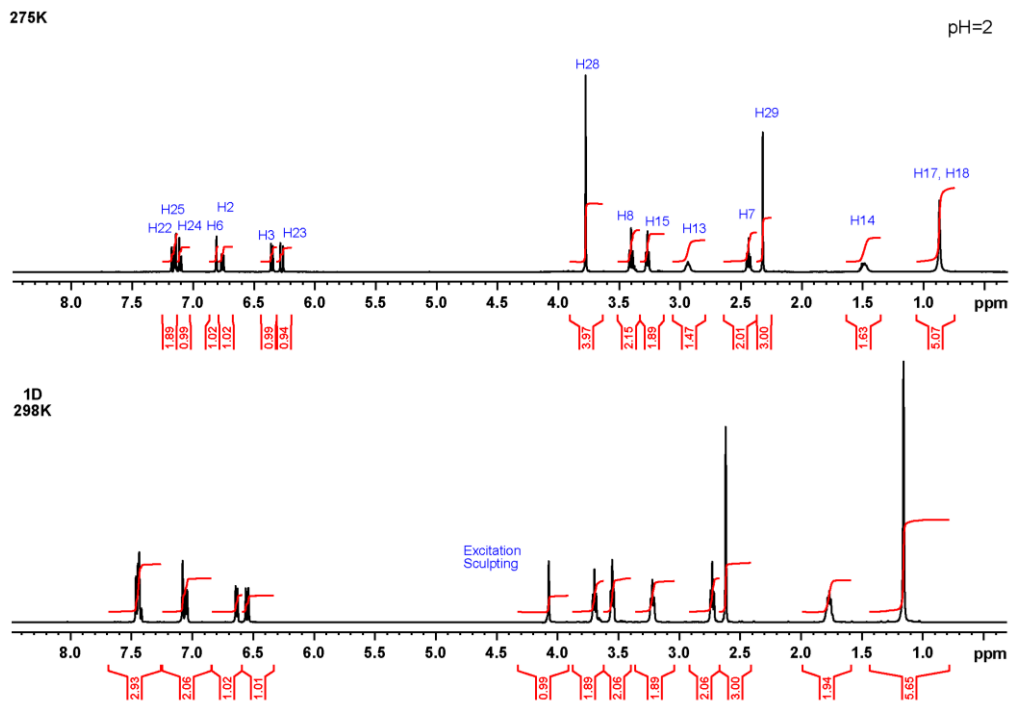 275K
pH=2
H28
H29
H17, H18
H25
H2
H22
H24
H6
H8
H15
H7
H3
H23
H13
H14
8.0 7.5 7.0 6.5 6.0 5.5 5.0 4.5 4.0 3.5 3.0 2.5 2.0 1.5 1.0 ppm
1.89 0.99 1.02 1.02 0.99 0.94 3.97 2.15 1.89 1.47 2.01 3.00 1.63 5.07
1D
298K
Excitation
Sculpting
8.0 7.5 7.0 6.5 6.0 5.5 5.0 4.5 4.0 3.5 3.0 2.5 2.0 1.5 1.0 ppm
2.93 2.06 1.02 1.01 0.99 1.89 2.06 1.89 2.06 3.00 1.94 5.65